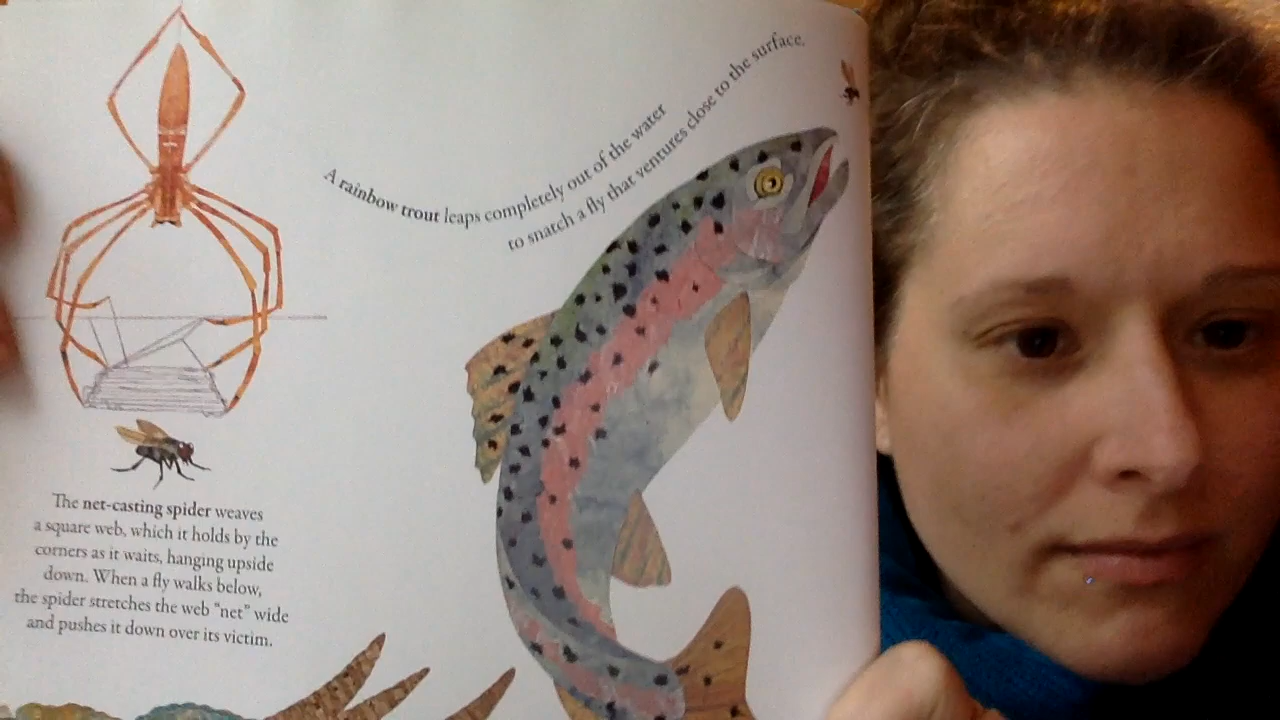 A rainbow trout leaps completely out of the water
to snatch a fly that ventures close to the surface.
The net-casting spider weaves
a square web, which it holds by the
corners as it waits, hanging upside
down. When a fly walks below,
the spider stretches the web "net" wide
and pushes it down over its victim.